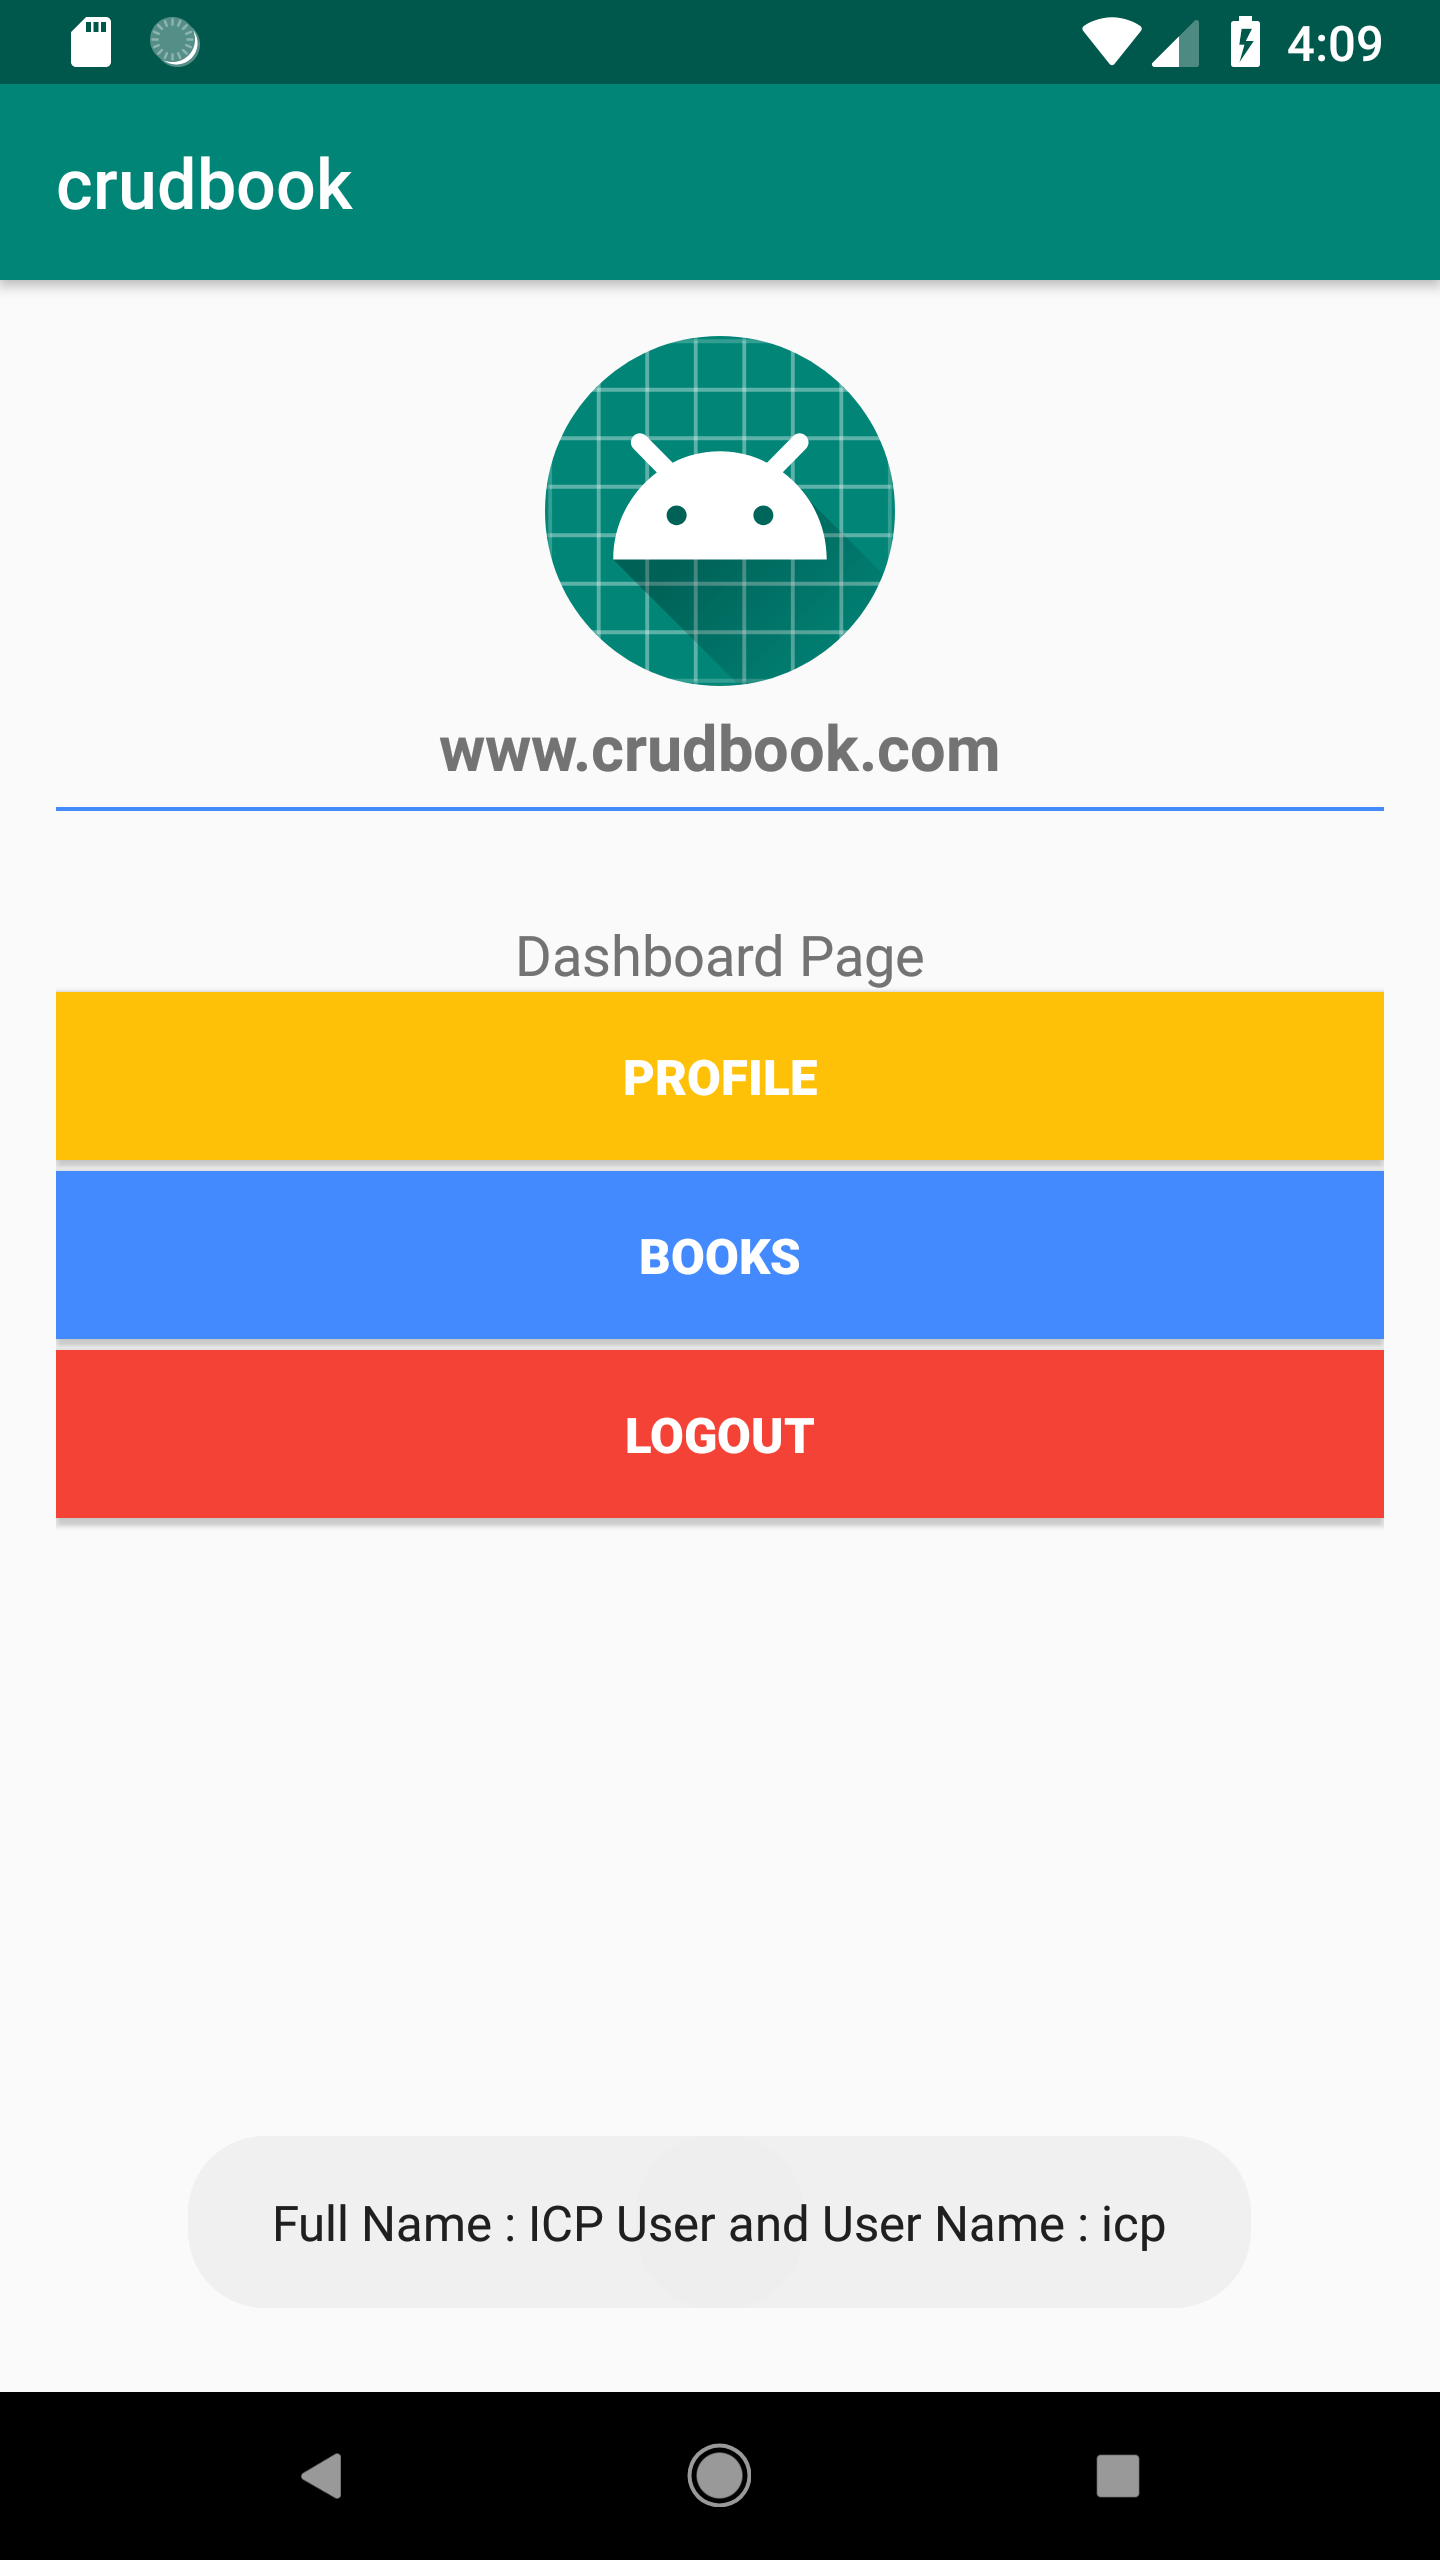 4:09
crudbook
www.crudbook.com
Dashboard Page
PROFILE
BOOKS
LOGOUT
Full Name : ICP User and User Name : icp